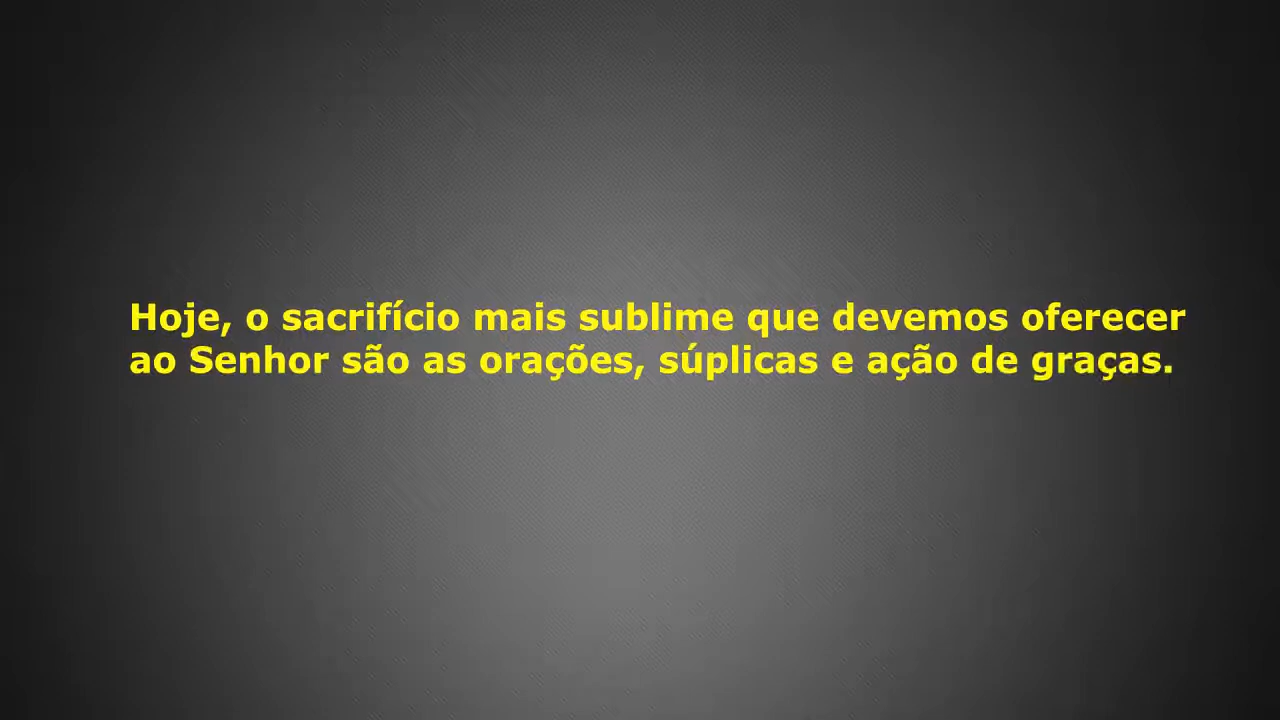 Hoje, o sacrifício mais sublime que devemos oferecer
ao Senhor são as orações, súplicas e ação de graças.